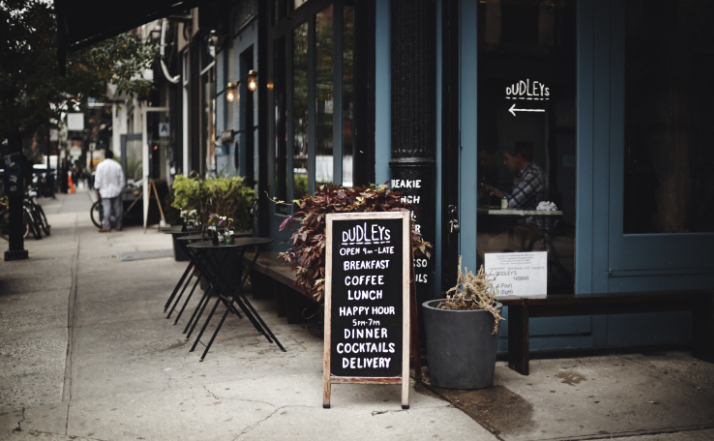 DUDLEYs
DUDLEYs
OPEN 9am-LATE
BREAKFAST
COFFEE
LUNCH
HAPPY HOUR
5pm-7pm
DINNER
COCKTAILS
DELIVERY